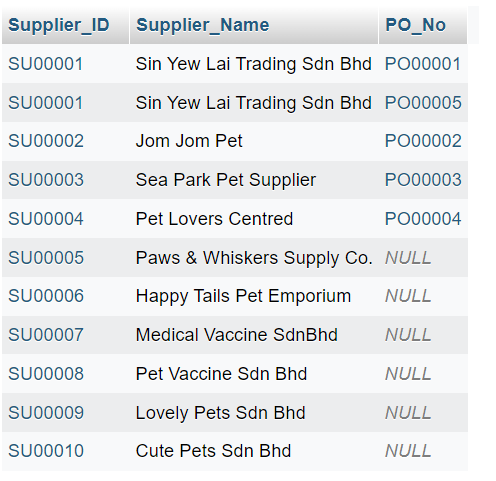 Supplier_ID Supplier_Name PO_No
SU00001 Sin Yew Lai Trading Sdn Bhd PO00001
SU00001 Sin Yew Lai Trading Sdn Bhd PO00005
SU00002 Jom Jom Pet PO00002
SU00003 Sea Park Pet Supplier PO00003
SU00004 Pet Lovers Centred PO00004
SU00005 Paws & Whiskers Supply Co. NULL
SU00006 Happy Tails Pet Emporium NULL
SU00007 Medical Vaccine SdnBhd NULL
SU00008 Pet Vaccine Sdn Bhd NULL
SU00009 Lovely Pets Sdn Bhd NULL
SU00010 Cute Pets Sdn Bhd NULL